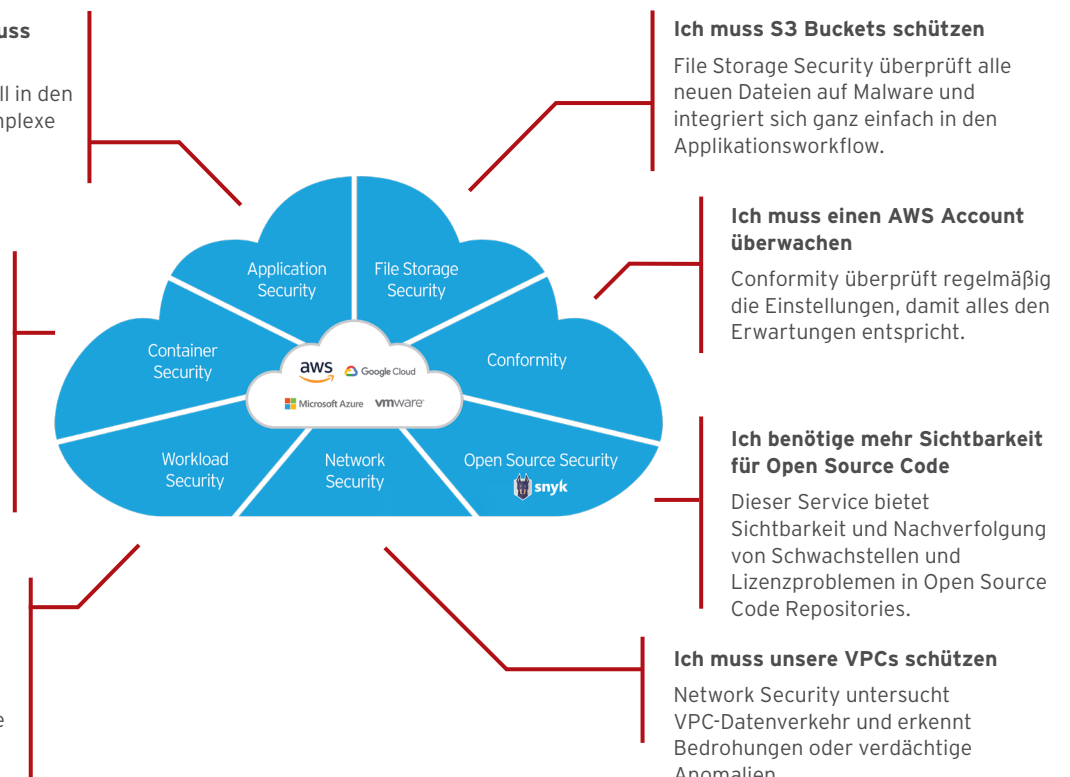 uss
ll in den
mplexe
Ich muss S3 Buckets schützen
File Storage Security überprüft alle
neuen Dateien auf Malware und
integriert sich ganz einfach in den
Applikationsworkflow.
Ich muss einen AWS Account
überwachen
Conformity überprüft regelmäßig
die Einstellungen, damit alles den
Erwartungen entspricht.
Application
Security
File Storage
Security
Container
Security
aws
Google Cloud
Microsoft Azure
vmware
Conformity
Workload
Security
Network
Security
Open Source Security
snyk
Ich benötige mehr Sichtbarkeit
für Open Source Code
Dieser Service bietet
Sichtbarkeit und Nachverfolgung
von Schwachstellen und
Lizenzproblemen in Open Source
Code Repositories.
Ich muss unsere VPCs schützen
Network Security untersucht
VPC-Datenverkehr und erkennt
Bedrohungen oder verdächtige
Anomalien
e